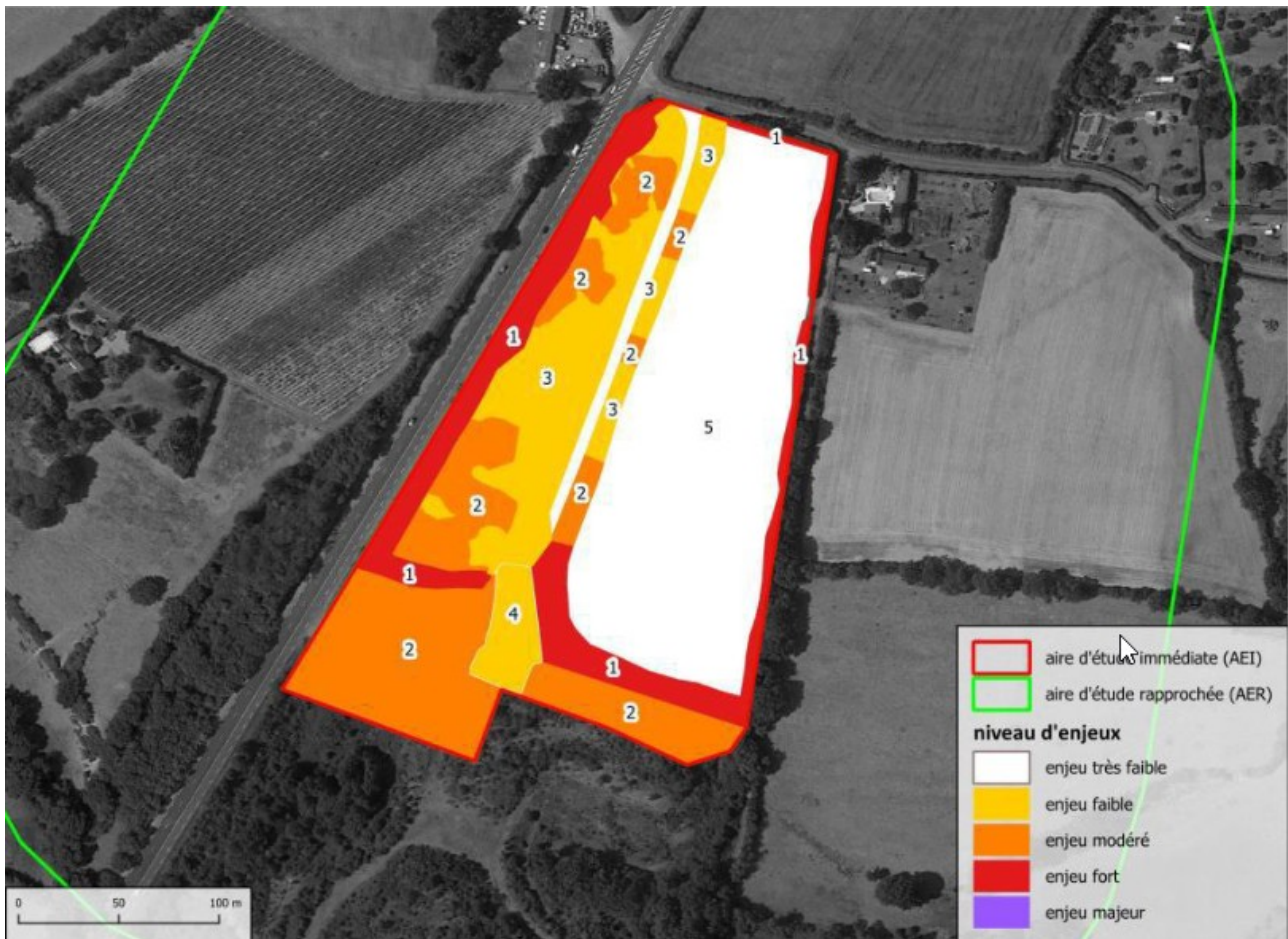 1
3
2
2
2
3
1
2
1
3
3
5
2
2
1
4
2
1
2
aire d'étude immédiate (AEI)
aire d'étude rapprochée (AER)
niveau d'enjeux
enjeu très faible
enjeu faible
enjeu modéré
enjeu fort
enjeu majeur
0 50 100 m